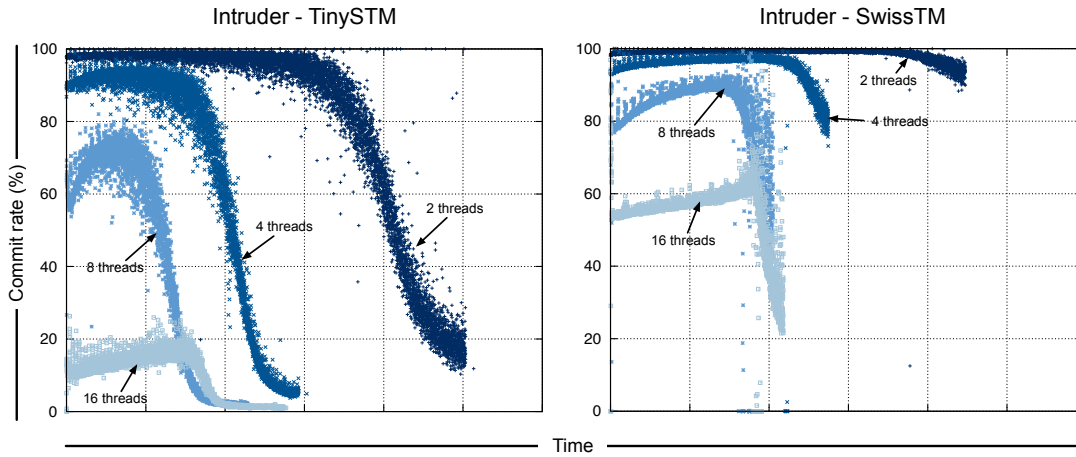 Intruder - TinySTM
Intruder - SwissTM
Commit rate (%)
100
80
60
40
20
0
2 threads
4 threads
8 threads
16 threads
100
80
60
40
20
0
2 threads
4 threads
8 threads
16 threads
Time